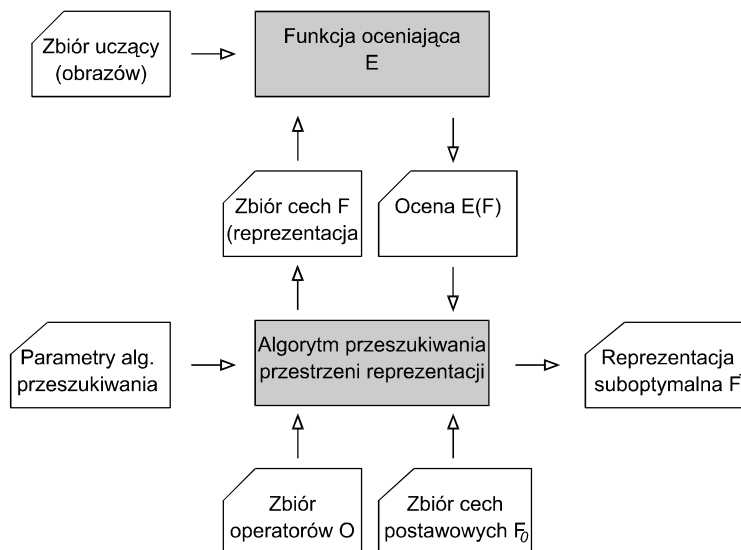 Zbiór uczący
(obrazów)
Funkcja oceniająca
E
Zbiór cech F
(reprezentacja
Ocena E(F)
Parametry alg.
przeszukiwania
Algorytm przeszukiwania
przestrzeni reprezentacji
Reprezentacja
suboptymalna F
Zbiór
operatorów O
Zbiór cech
postawowych F0